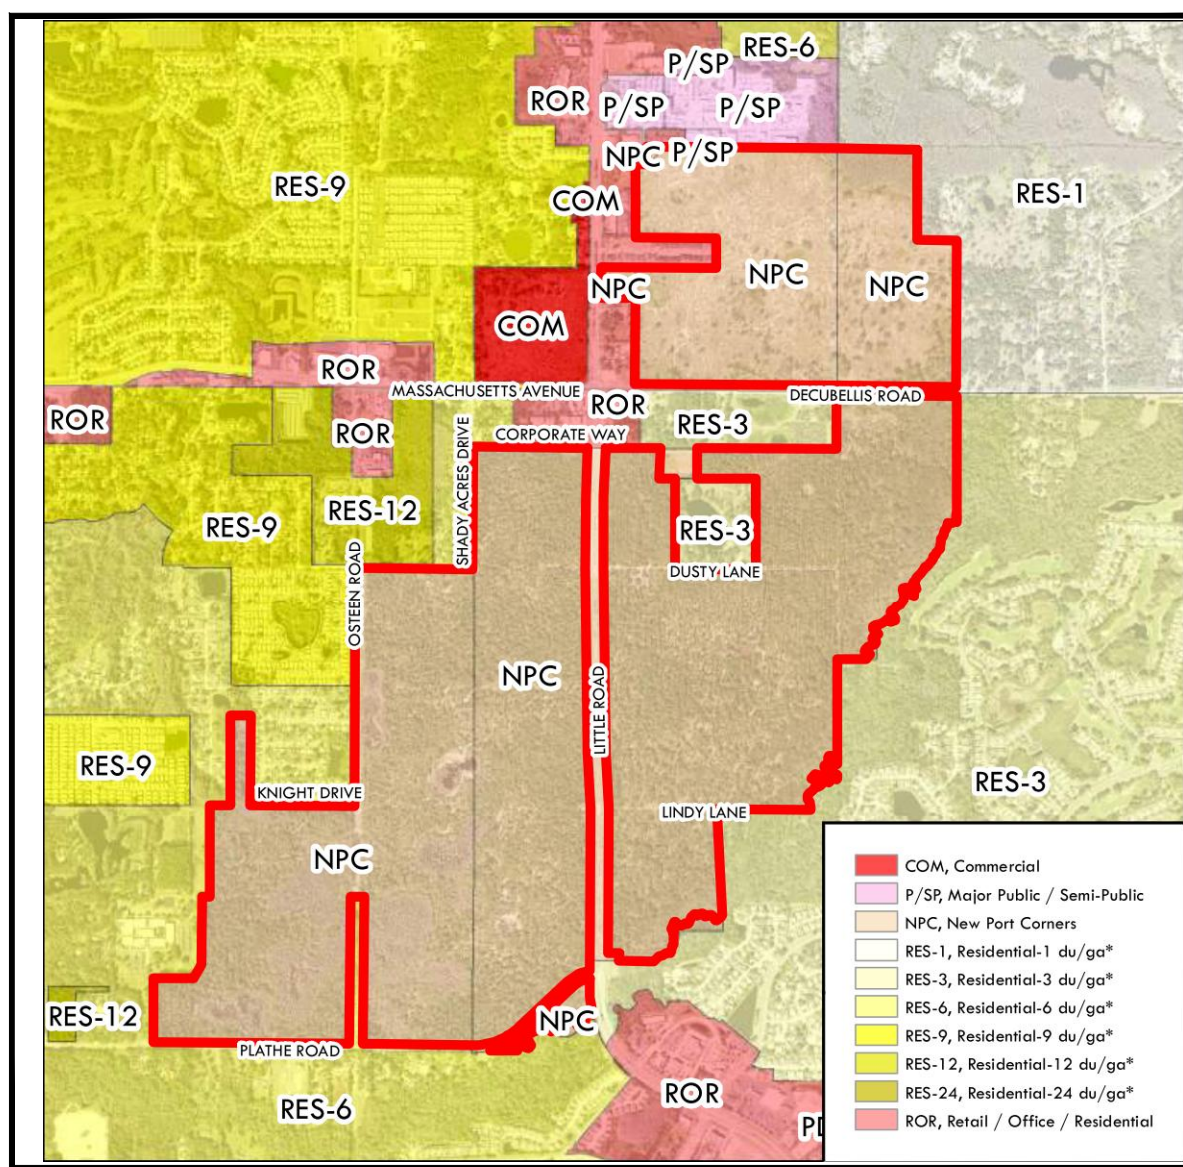 P/SP
RES-6
ROR
P/SP
P/SP
NPC
P/SP
RES-9
COM
RES-1
NPC
NPC
NPC
COM
ROR
MASSACHUSETTS AVENUE
DECUBELLIS ROAD
ROR
ROR
ROR
RES-3
CORPORATE WAY
SHADY ACRES DRIVE
RES-9
RES-12
RES-3
DUSTY LANE
OSTEEN ROAD
NPC
LITTLE ROAD
RES-9
RES-3
KNIGHT DRIVE
LINDY LANE
NPC
RES-12
NPC
PLATHE ROAD
RES-6
ROR
COM, Commercial
P/SP, Major Public / Semi-Public
NPC, New Port Corners
RES-1, Residential-1 du/ga*
RES-3, Residential-3 du/ga*
RES-6, Residential-6 du/ga*
RES-9, Residential-9 du/ga*
RES-12, Residential-12 du/ga*
RES-24, Residential-24 du/ga*
ROR, Retail / Office / Residential